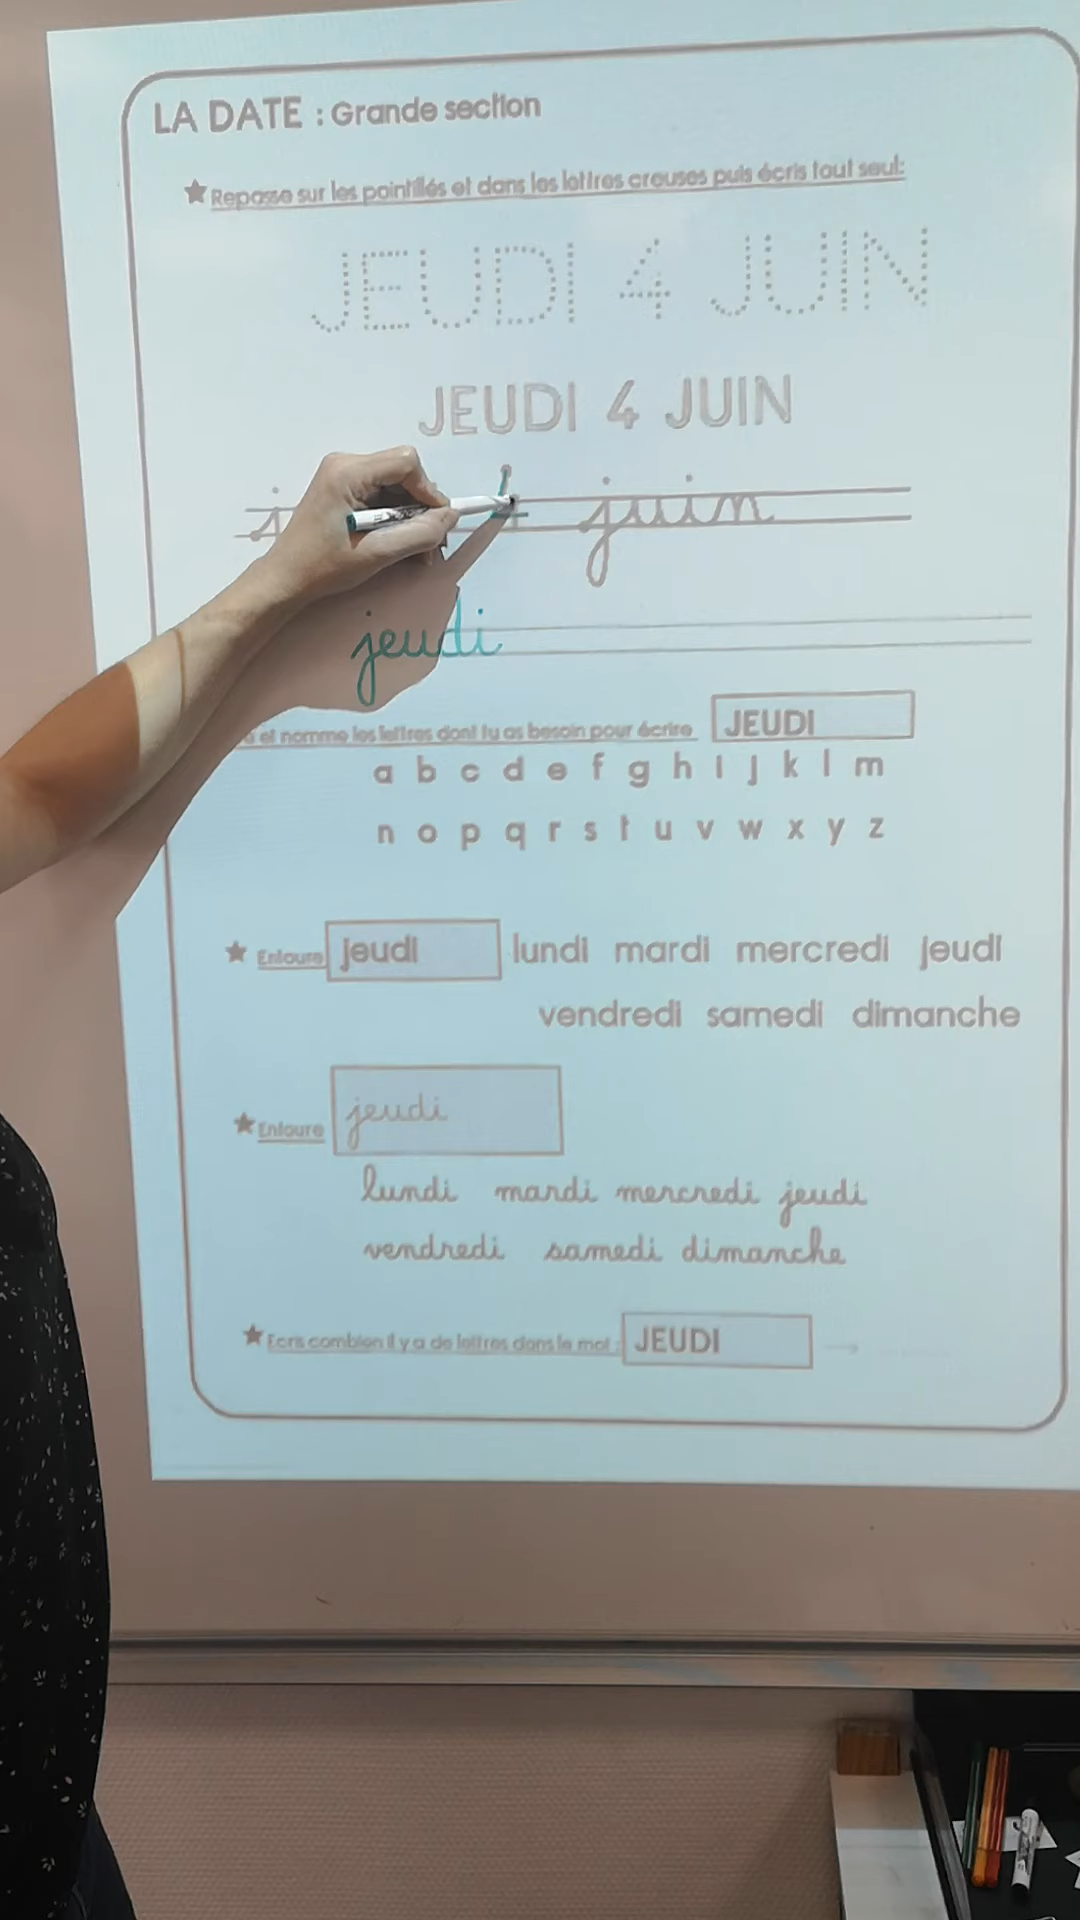 LA DATE : Grande section
★ Repasse sur les pointillés et dans les lettres creuses puis écris tout seul:
JEUDI 4 JUIN
JEUDI 4 JUIN
j 4 juin
jeudi
et nomme les lettres dont tu as besoin pour écrire JEUDI
a b c d e f g h i j k l m
n o p q r s t u v w x y z
★ Entoure jeudi lundi mardi mercredi jeudi
vendredi samedi dimanche
★ Entoure jeudi
lundi mardi mercredi jeudi
vendredi samedi dimanche
★ Ecris combien il y a de lettres dans le mot : JEUDI →